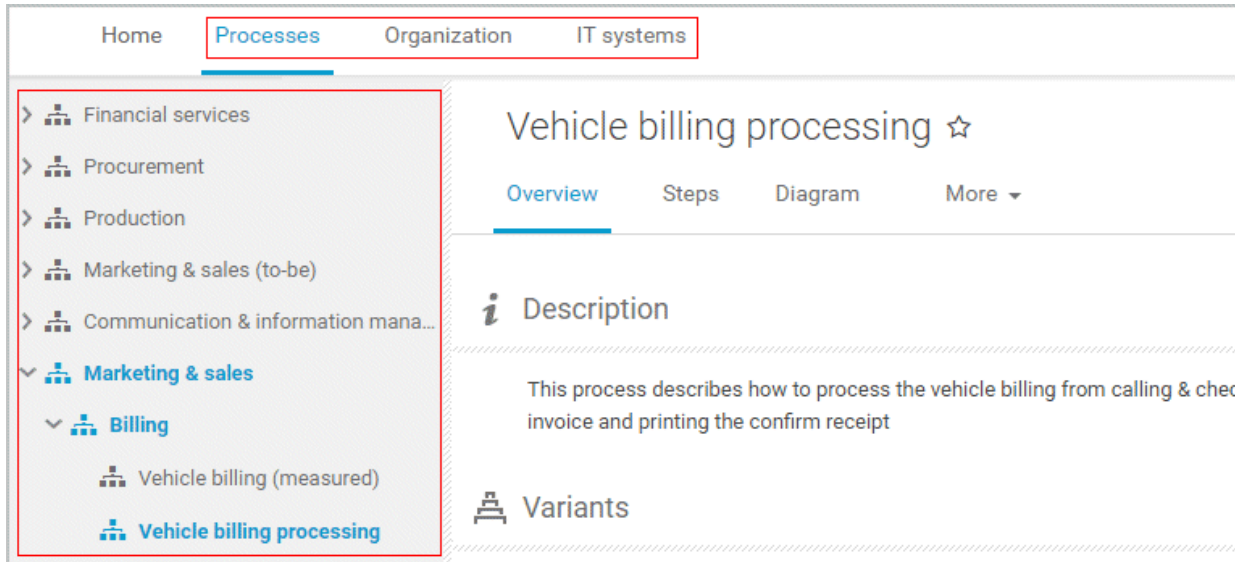 Home Processes Organization IT systems
Financial services
Procurement
Production
Marketing & sales (to-be)
Communication & information mana...
Marketing & sales
Billing
Vehicle billing (measured)
Vehicle billing processing
Vehicle billing processing
Overview Steps Diagram More
Description
This process describes how to process the vehicle billing from calling &
invoice and printing the confirm receipt
Variants